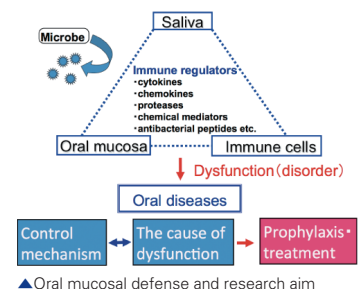 Saliva
Microbe
Immune regulators
・cytokines
・chemokines
・proteases
・chemical mediators
・antibacterial peptides etc.
Oral mucosa
Immune cells
Dysfunction(disorder)
Oral diseases
Control
mechanism
The cause of
dysfunction
Prophylaxis・
treatment
▲Oral mucosal defense and research aim